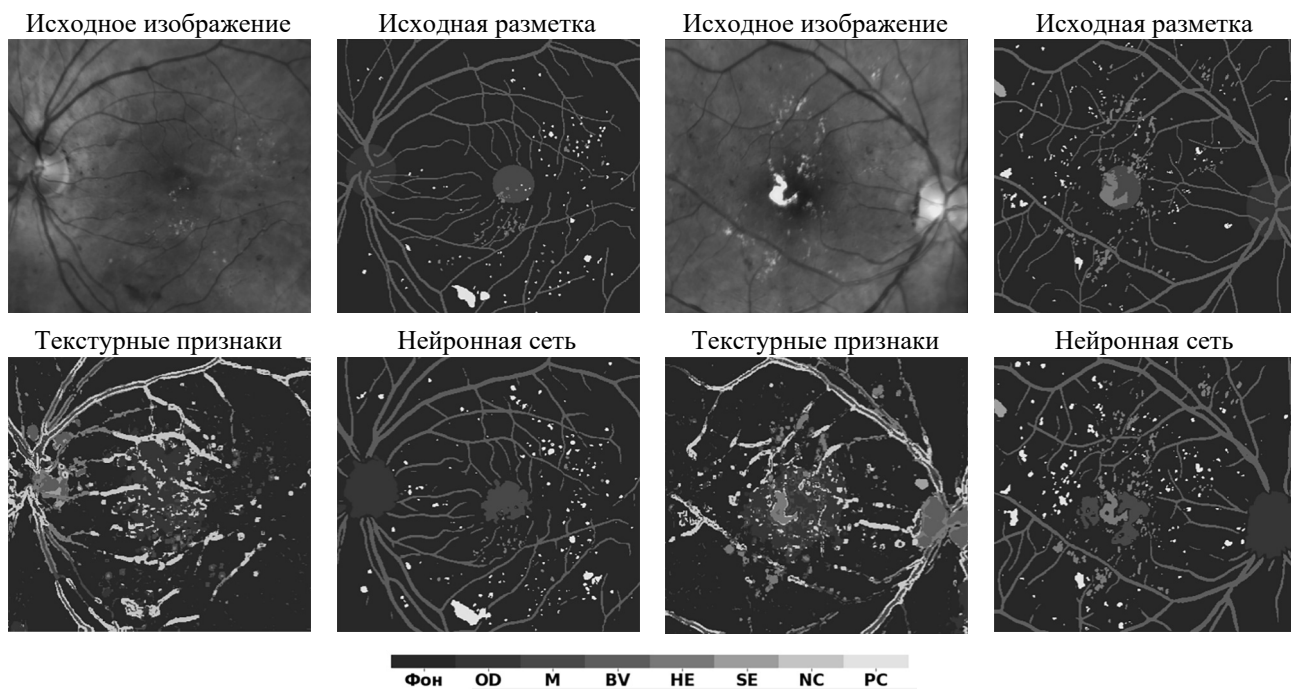 Исходное изображение Исходная разметка Исходное изображение Исходная разметка
Текстурные признаки Нейронная сеть Текстурные признаки Нейронная сеть
Фон OD M BV HE SE NC PC